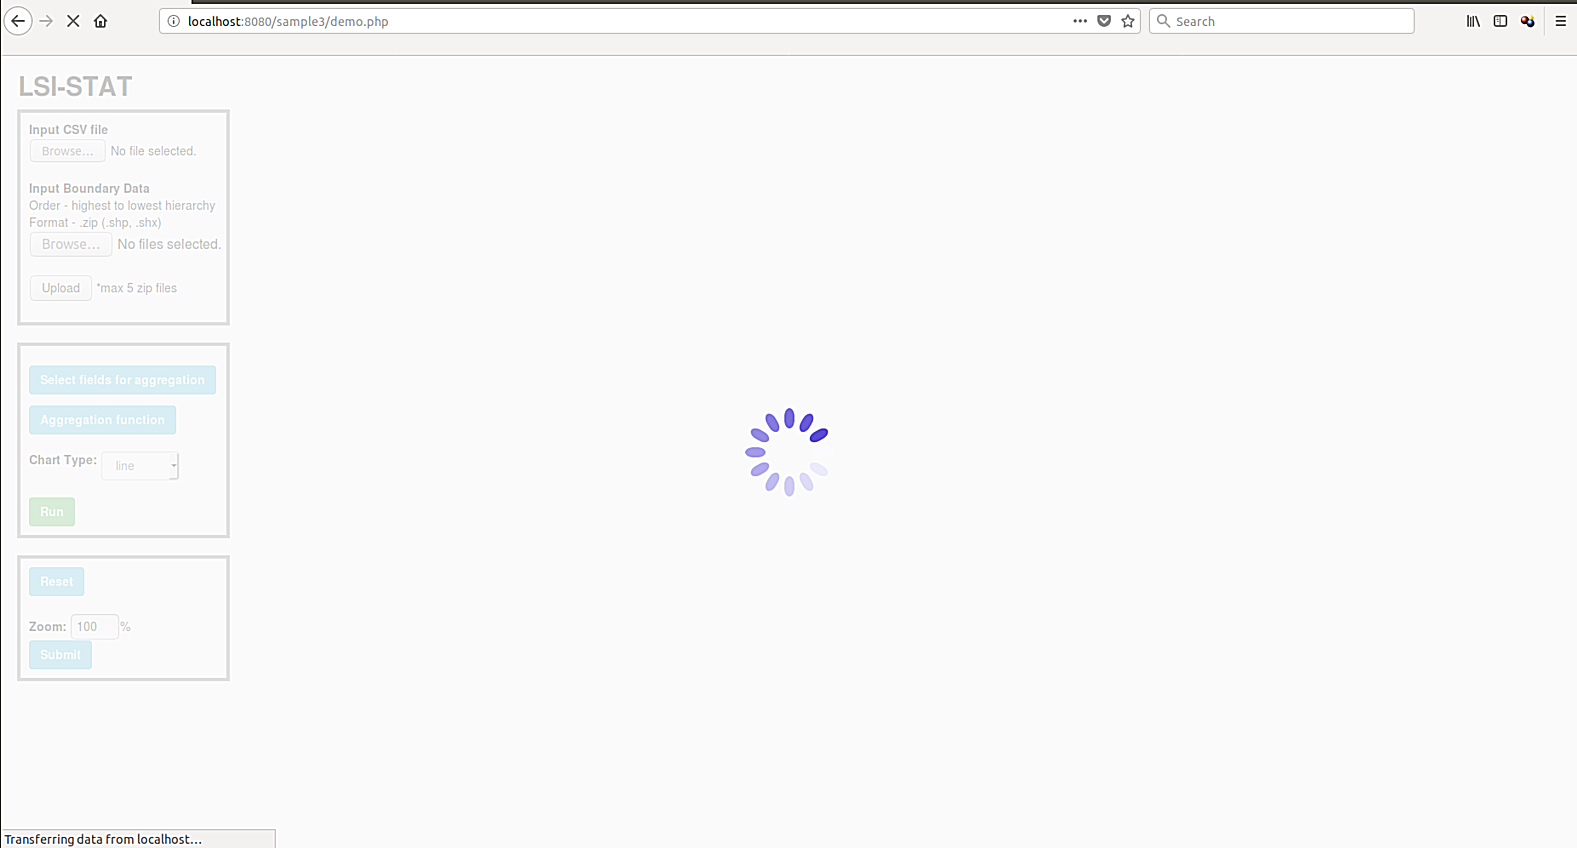 localhost:8080/sample3/demo.php
Search
LSI-STAT
Input CSV file
Browse... No file selected.
Input Boundary Data
Order - highest to lowest hierarchy
Format - .zip (.shp, .shx)
Browse... No files selected.
Upload *max 5 zip files
Select fields for aggregation
Aggregation function
Chart Type: line
Run
Reset
Zoom: 100 %
Submit
Transferring data from localhost...